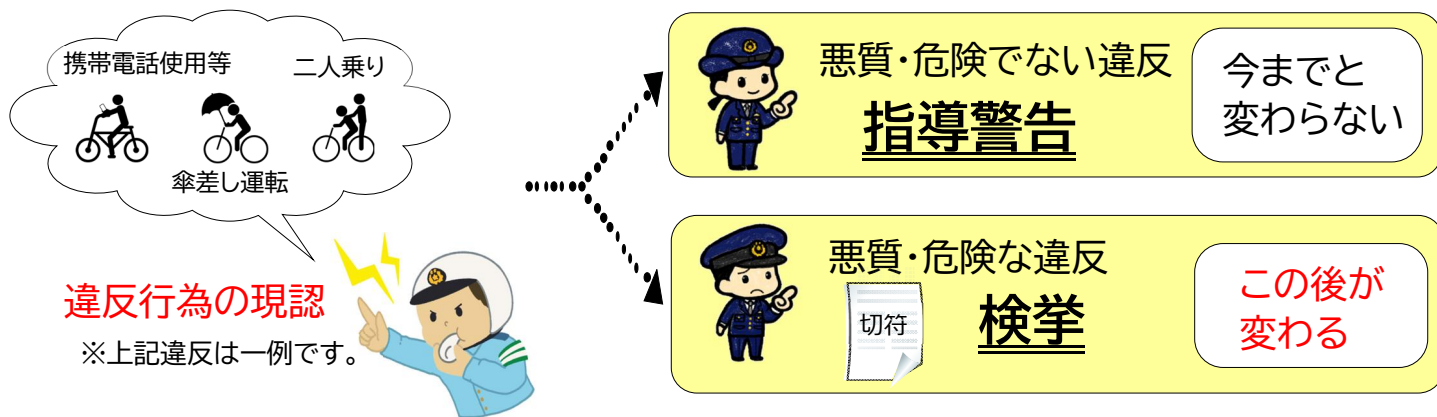 携帯電話使用等
二人乗り
傘差し運転
違反行為の現認
※上記違反は一例です。
悪質・危険でない違反
指導警告
今までと
変わらない
悪質・危険な違反
切符
検挙
この後が
変わる